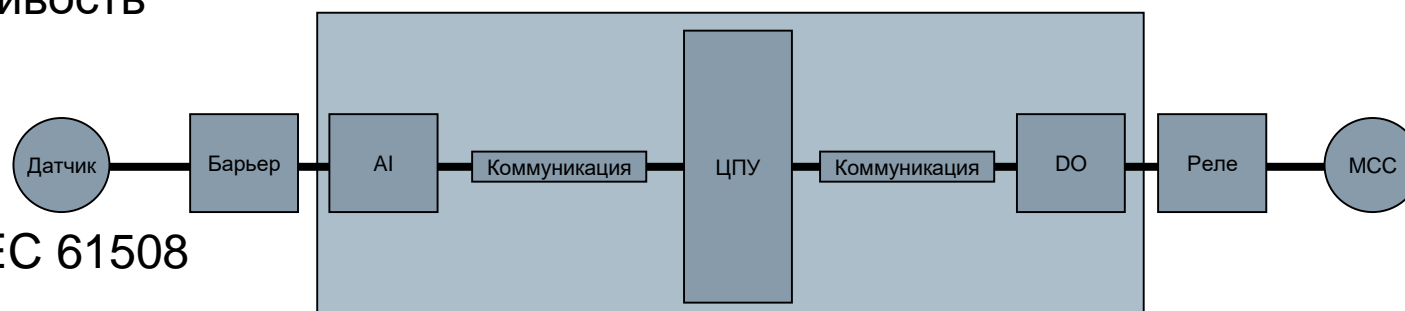 ивость
Датчик
Барьер
AI
Коммуникация
ЦПУ
Коммуникация
DO
Реле
МСС
EC 61508